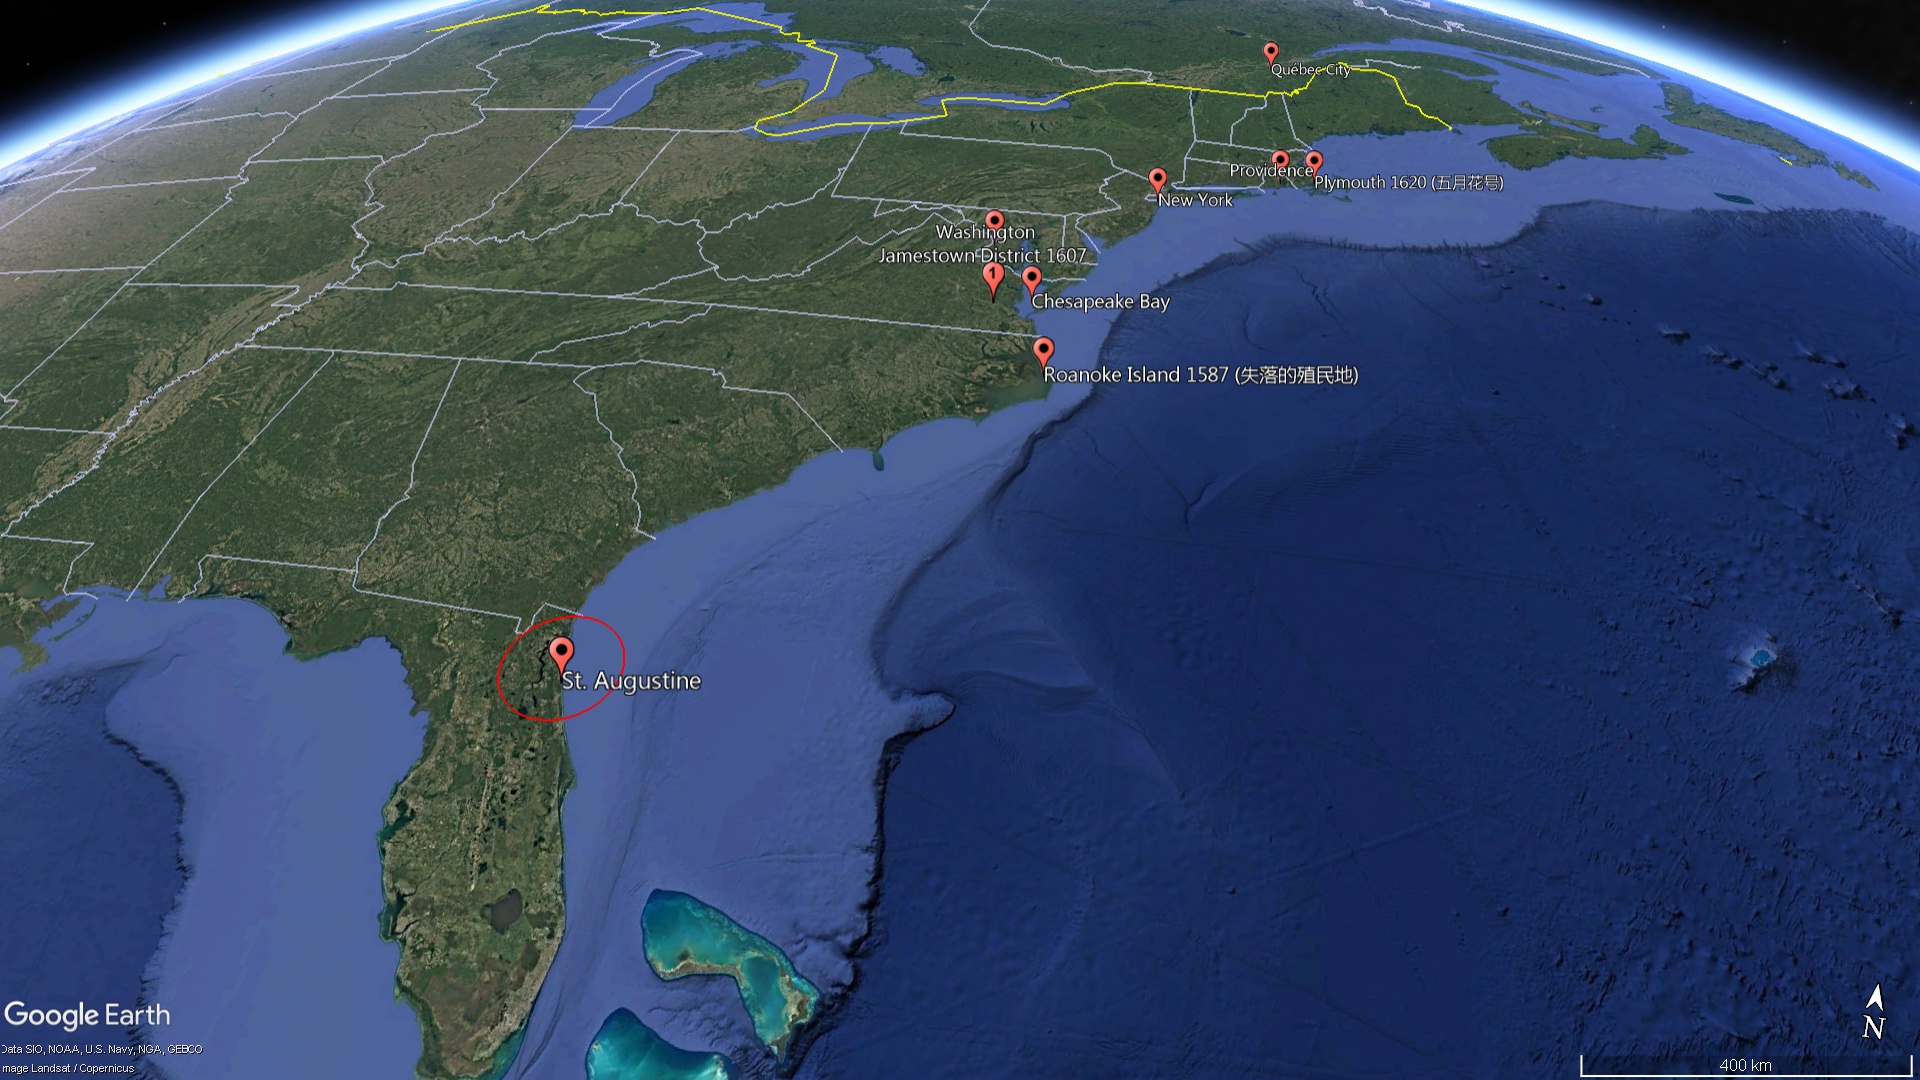 Québec City
Providence
Plymouth 1620 (五月花号)
New York
Washington
Jamestown District 1607
1
Chesapeake Bay
Roanoke Island 1587 (失落的殖民地)
St. Augustine
Google Earth
Data SIO, NOAA, U.S. Navy, NGA, GEBCO
mage Landsat / Copernicus
N
400 km